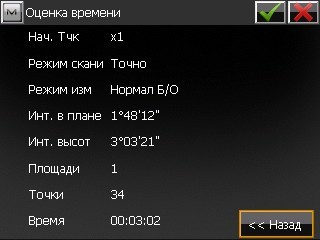 M Оценка времени
Нач. Тчк x1
Режим скани Точно
Режим изм Нормал Б/О
Инт. в плане 1°48'12"
Инт. высот 3°03'21"
Площади 1
Точки 34
Время 00:03:02
<< Назад